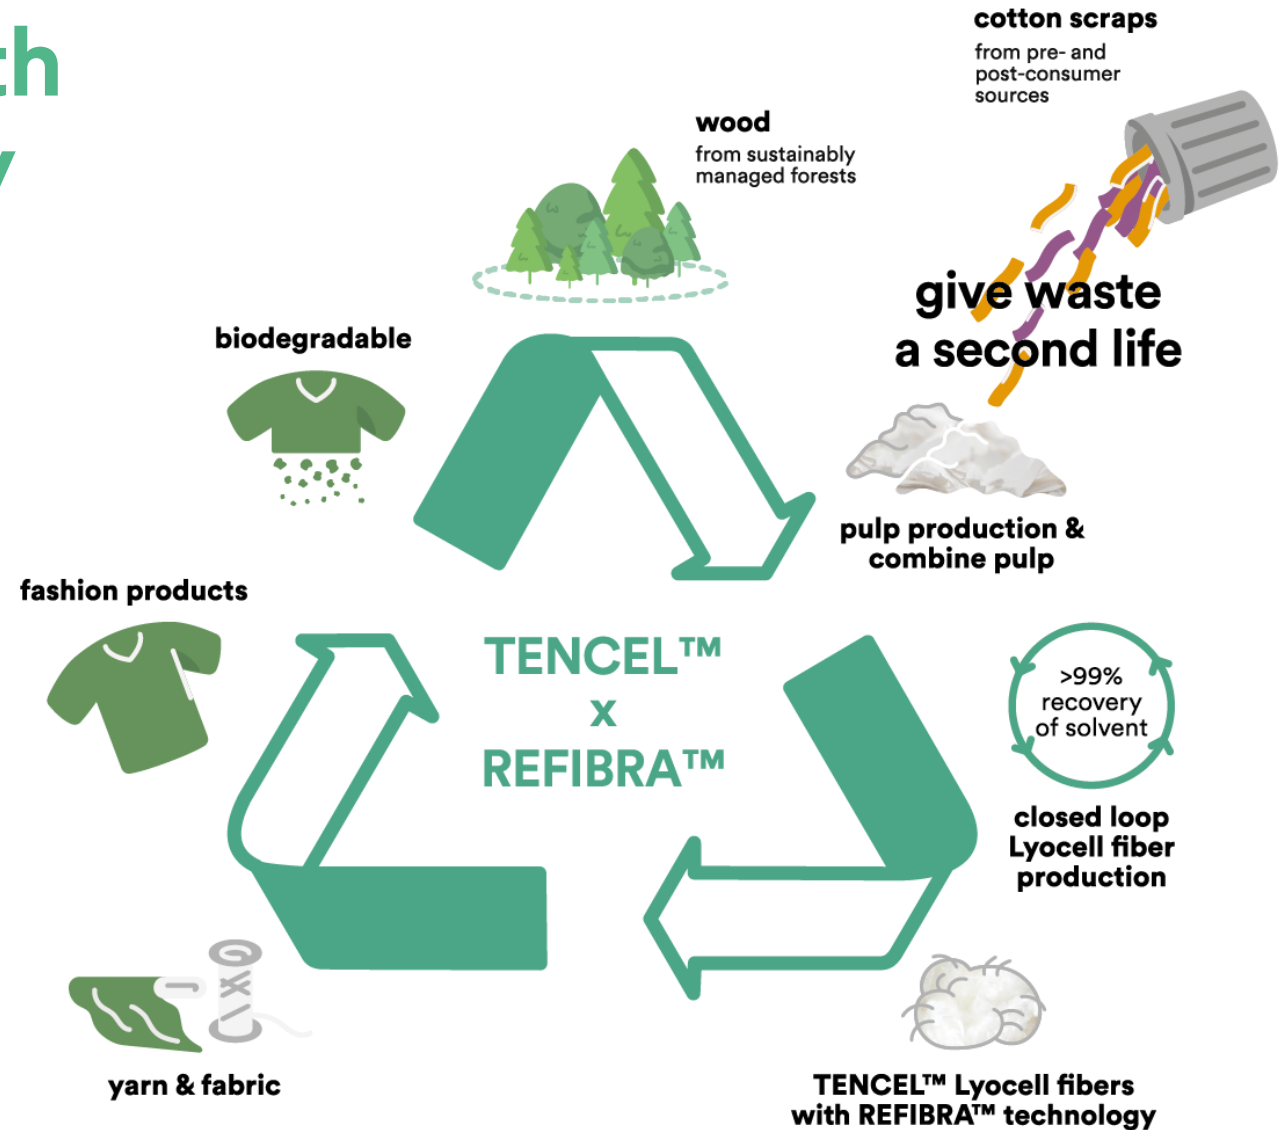 cotton scraps
from pre- and
post-consumer
sources
wood
from sustainably
managed forests
give waste
a second life
biodegradable
pulp production &
combine pulp
fashion products
TENCEL™
x
REFIBRA™
>99%
recovery
of solvent
closed loop
Lyocell fiber
production
yarn & fabric
TENCEL™ Lyocell fibers
with REFIBRA™ technology